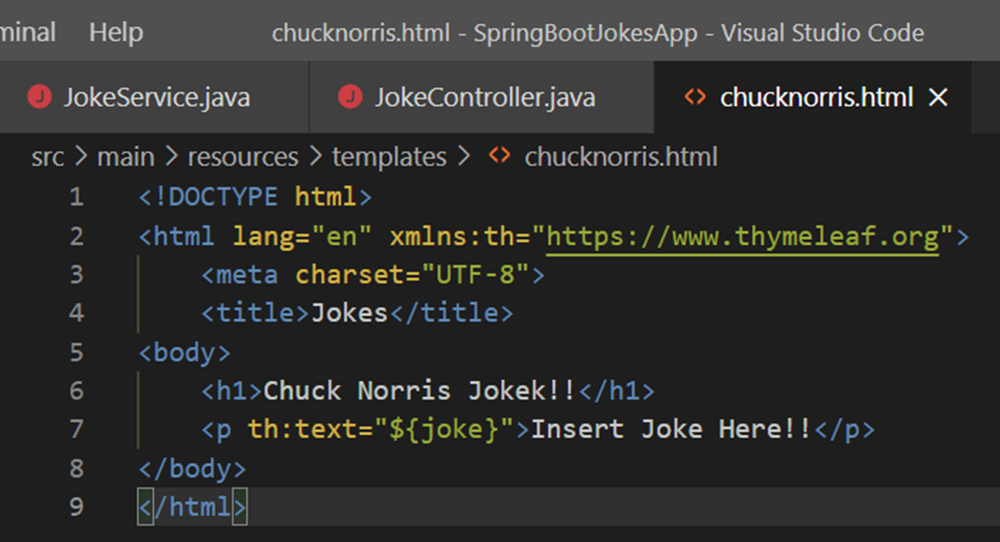 minal Help chucknorris.html - SpringBootJokesApp - Visual Studio Code
J JokeService.java J JokeController.java <> chucknorris.html ×
src > main > resources > templates > <> chucknorris.html
1 <!DOCTYPE html>
2 <html lang="en" xmlns:th="https://www.thymeleaf.org">
3 <meta charset="UTF-8">
4 <title>Jokes</title>
5 <body>
6 <h1>Chuck Norris Jokek!!</h1>
7 <p th:text="${joke}">Insert Joke Here!!</p>
8 </body>
9 </html>